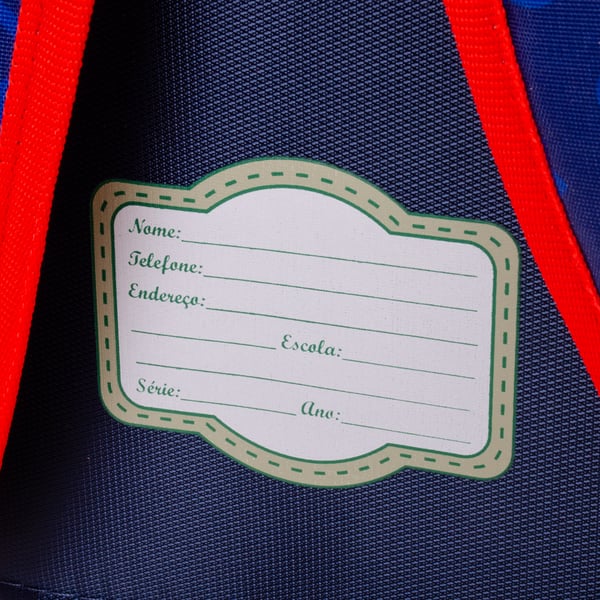 Nome:
Telefone:
Endereço:
Escola:
Série: Ano: